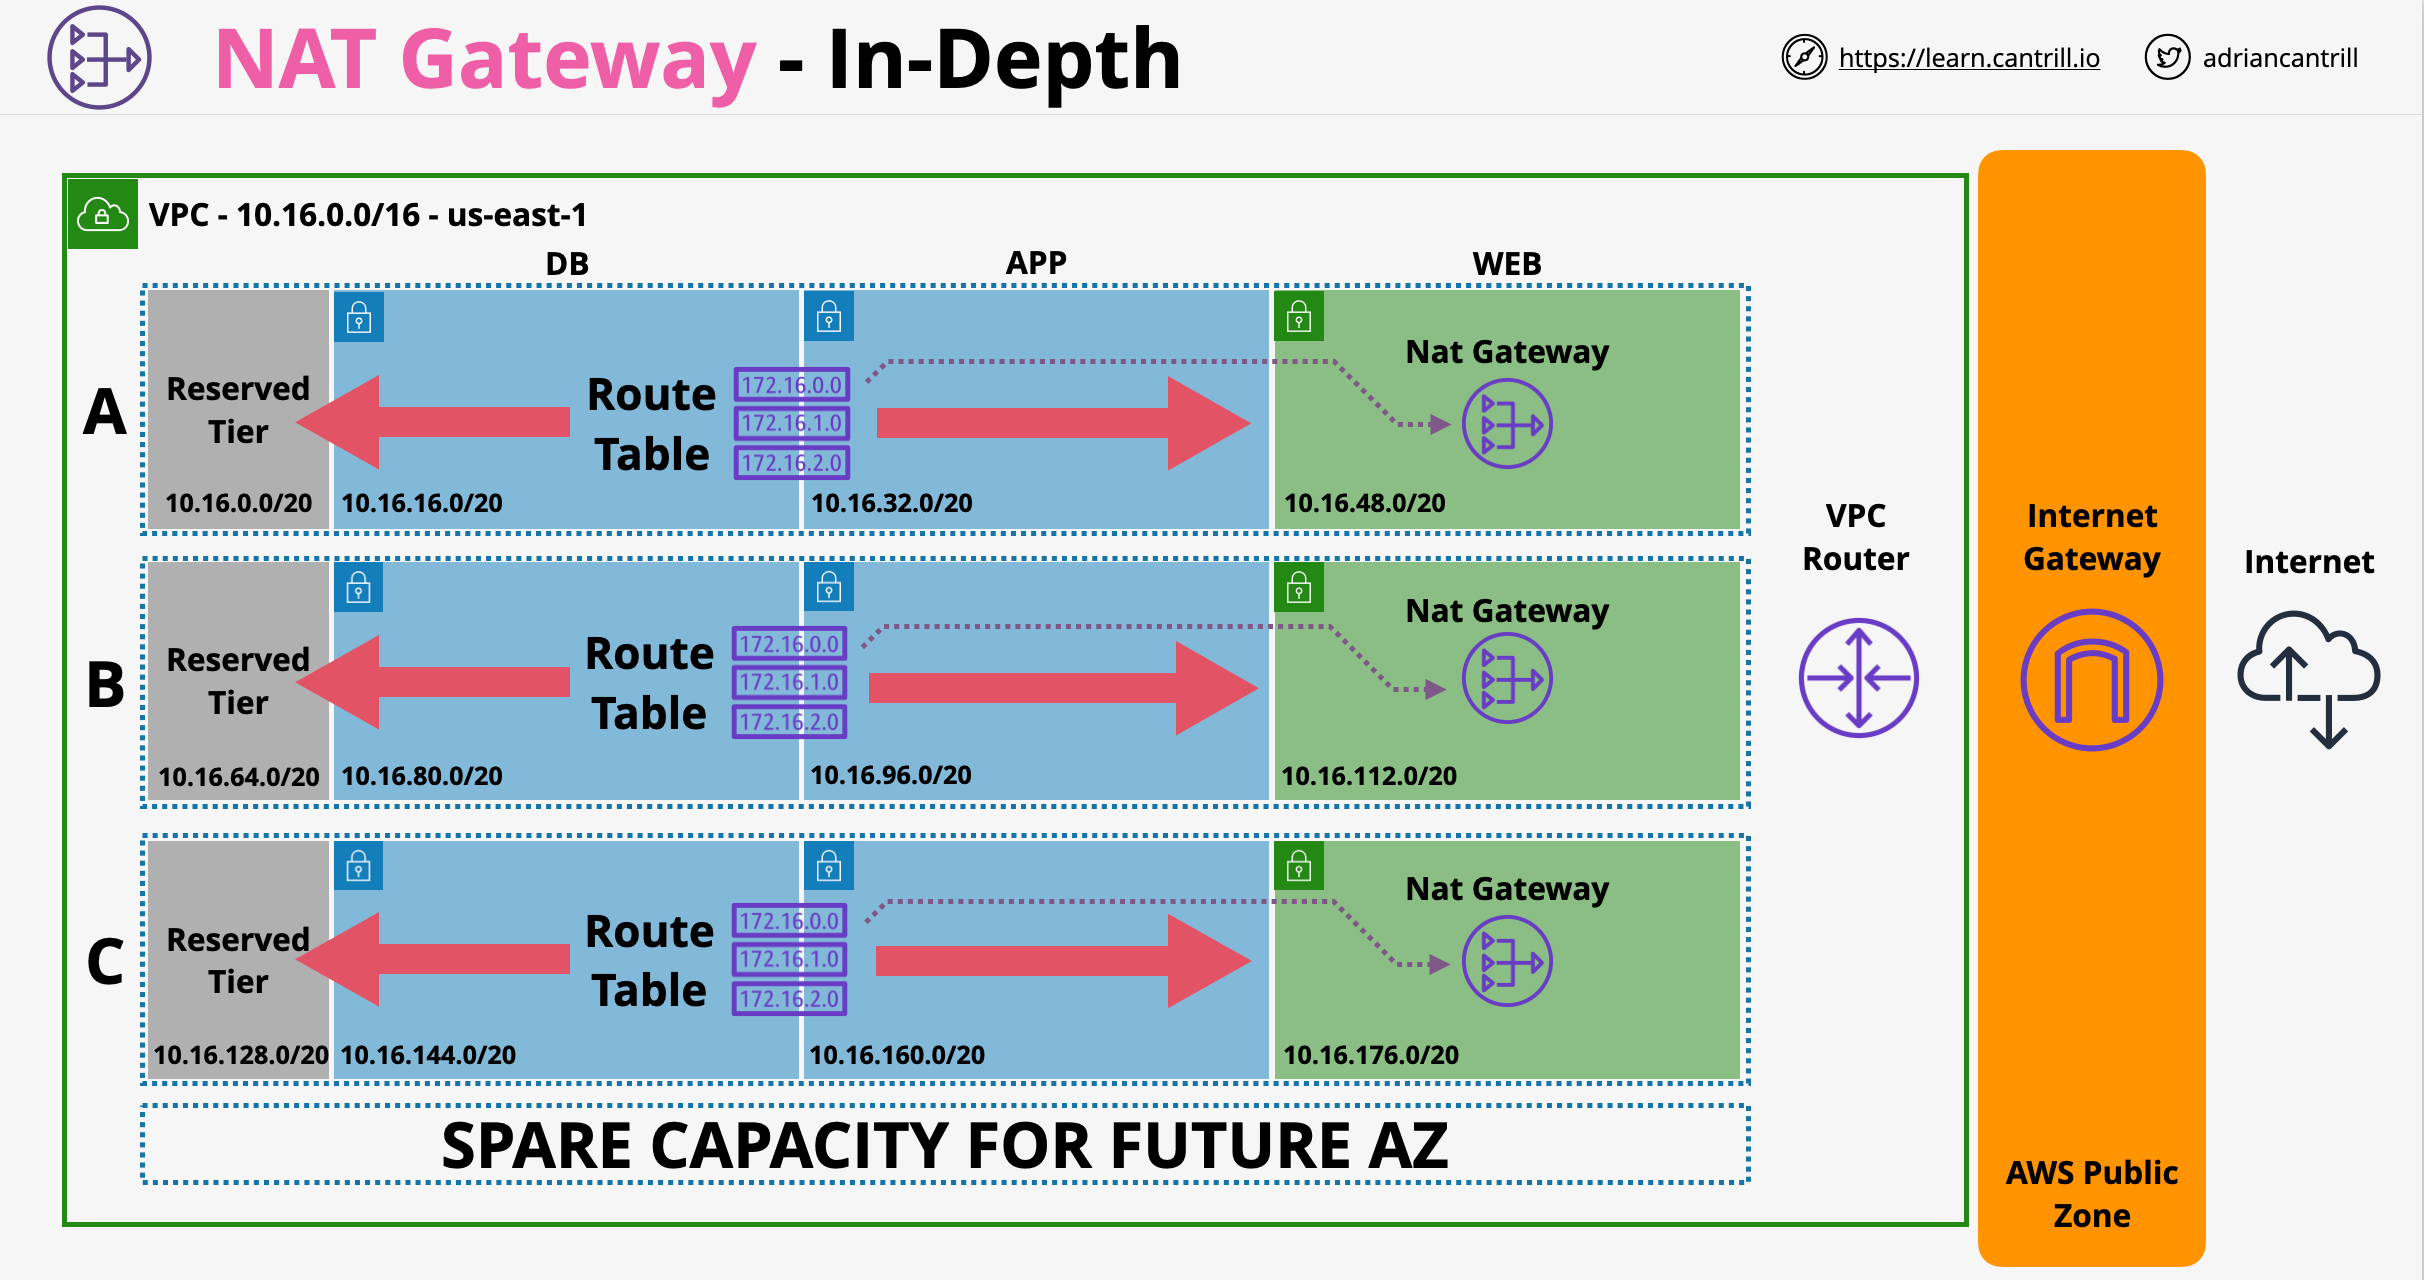 NAT Gateway - In-Depth
https://learn.cantrill.io
adriancantrill
VPC - 10.16.0.0/16 - us-east-1
DB
APP
WEB
A
Reserved
Tier
10.16.0.0/20
Route
Table
172.16.0.0
172.16.1.0
172.16.2.0
10.16.16.0/20
10.16.32.0/20
Nat Gateway
10.16.48.0/20
B
Reserved
Tier
10.16.64.0/20
Route
Table
172.16.0.0
172.16.1.0
172.16.2.0
10.16.80.0/20
10.16.96.0/20
Nat Gateway
10.16.112.0/20
C
Reserved
Tier
10.16.128.0/20
Route
Table
172.16.0.0
172.16.1.0
172.16.2.0
10.16.144.0/20
10.16.160.0/20
Nat Gateway
10.16.176.0/20
SPARE CAPACITY FOR FUTURE AZ
VPC
Router
Internet
Gateway
AWS Public
Zone
Internet